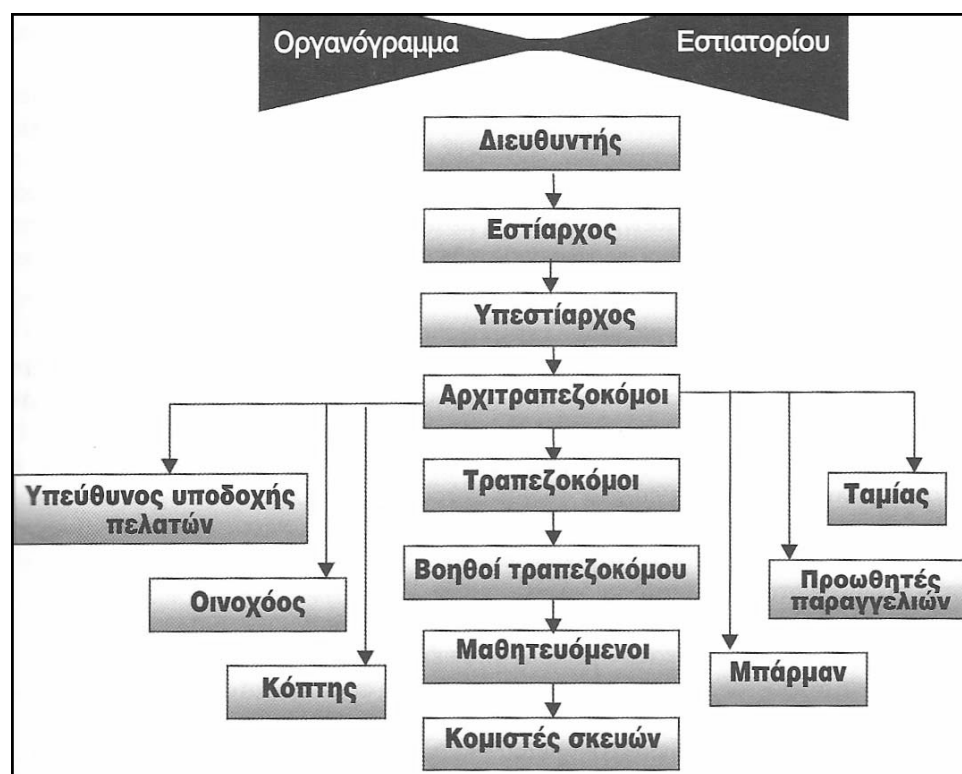 Οργανόγραμμα Εστιατορίου
Διευθυντής
Εστίαρχος
Υπεστίαρχος
Αρχιτραπεζοκόμοι
Υπεύθυνος υποδοχής
πελατών
Τραπεζοκόμοι
Ταμίας
Οινοχόος
Βοηθοί τραπεζοκόμου
Προωθητές
παραγγελιών
Κόπτης
Μαθητευόμενοι
Μπάρμαν
Κομιστές σκευών